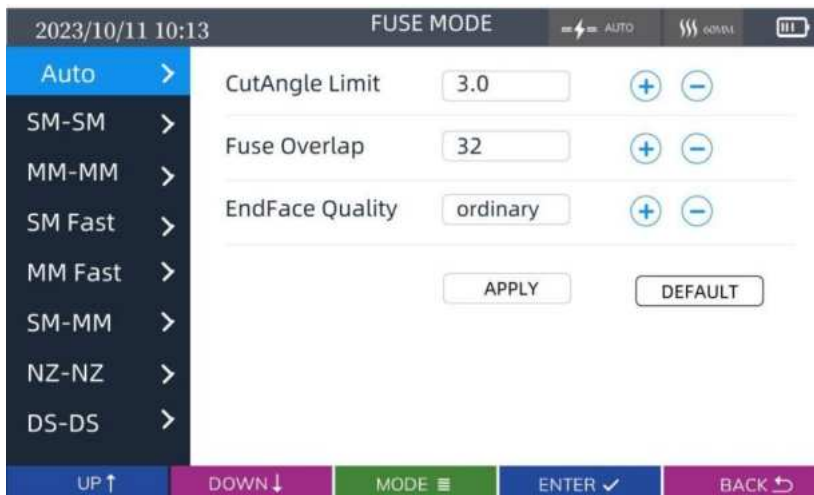 2023/10/11 10:13 FUSE MODE AUTO 60MM
Auto
CutAngle Limit 3.0
SM-SM
Fuse Overlap 32
MM-MM
EndFace Quality ordinary
SM Fast
MM Fast
APPLY DEFAULT
SM-MM
NZ-NZ
DS-DS
UP↑ DOWN↓ MODE ENTER BACK